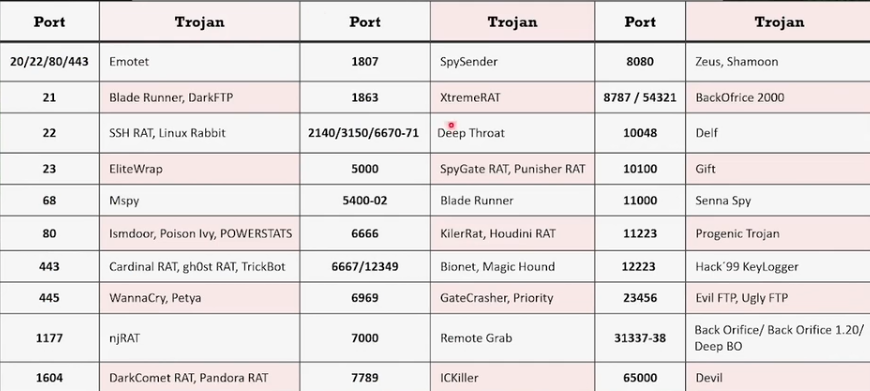 Port Trojan Port Trojan Port Trojan
20/22/80/443 Emotet 1807 SpySender 8080 Zeus, Shamoon
21 Blade Runner, DarkFTP 1863 XtremeRAT 8787 / 54321 BackOfrice 2000
22 SSH RAT, Linux Rabbit 2140/3150/6670-71 Deep Throat 10048 Delf
23 EliteWrap 5000 SpyGate RAT, Punisher RAT 10100 Gift
68 Mspy 5400-02 Blade Runner 11000 Senna Spy
80 Ismdoor, Poison Ivy, POWERSTATS 6666 KilerRat, Houdini RAT 11223 Progenic Trojan
443 Cardinal RAT, gh0st RAT, TrickBot 6667/12349 Bionet, Magic Hound 12223 Hack´99 KeyLogger
445 WannaCry, Petya 6969 GateCrasher, Priority 23456 Evil FTP, Ugly FTP
1177 njRAT 7000 Remote Grab 31337-38 Back Orifice/ Back Orifice 1.20/
Deep BO
1604 DarkComet RAT, Pandora RAT 7789 ICKiller 65000 Devil